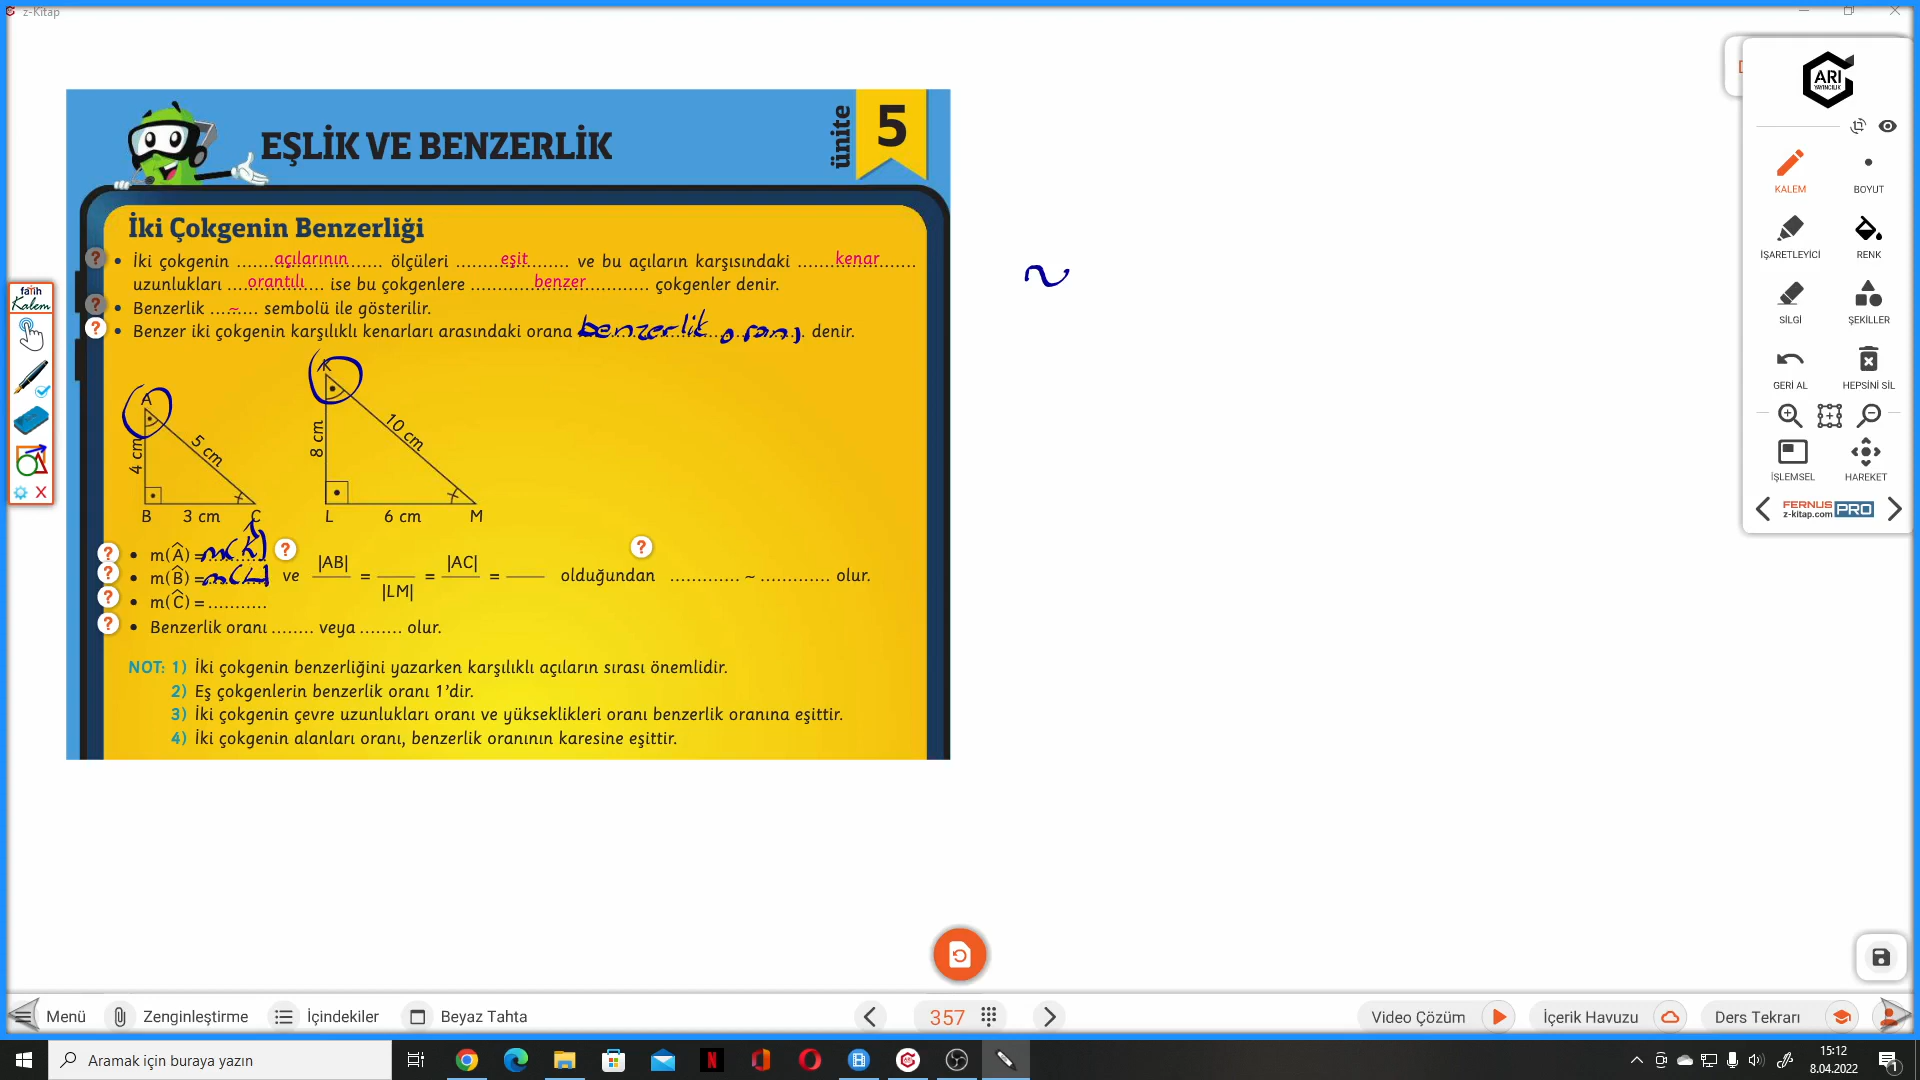 z-Kitap
EŞLİK VE BENZERLİK
ünite
5
İki Çokgenin Benzerliği
• İki çokgenin ......açılarının...... ölçüleri ......eşit...... ve bu açıların karşısındaki ......kenar......
uzunlukları ...orantılı... ise bu çokgenlere ............benzer............ çokgenler denir.
• Benzerlik ...~... sembolü ile gösterilir.
• Benzer iki çokgenin karşılıklı kenarları arasındaki orana benzerlik oranı denir.
~
A
4 cm
5 cm
B 3 cm C
K
8 cm
10 cm
L 6 cm M
• m(Â) = m(K̂)
• m(B̂) = m(L) ve |AB| = |LM| = |AC| = olduğundan ............. ~ ............. olur.
• m(Ĉ) = ...........
• Benzerlik oranı ........ veya ........ olur.
NOT: 1) İki çokgenin benzerliğini yazarken karşılıklı açıların sırası önemlidir.
2) Eş çokgenlerin benzerlik oranı 1'dir.
3) İki çokgenin çevre uzunlukları oranı ve yükseklikleri oranı benzerlik oranına eşittir.
4) İki çokgenin alanları oranı, benzerlik oranının karesine eşittir.
fatih
Kalem
ARI
YAYINCILIK
KALEM BOYUT
İŞARETLEYİCİ RENK
SİLGİ ŞEKİLLER
GERİ AL HEPSİNİ SİL
İŞLEMSEL HAREKET
FERNUS
z-kitap.com PRO
Menü Zenginleştirme İçindekiler Beyaz Tahta 357 Video Çözüm İçerik Havuzu Ders Tekrarı
Aramak için buraya yazın
15:12
8.04.2022
1